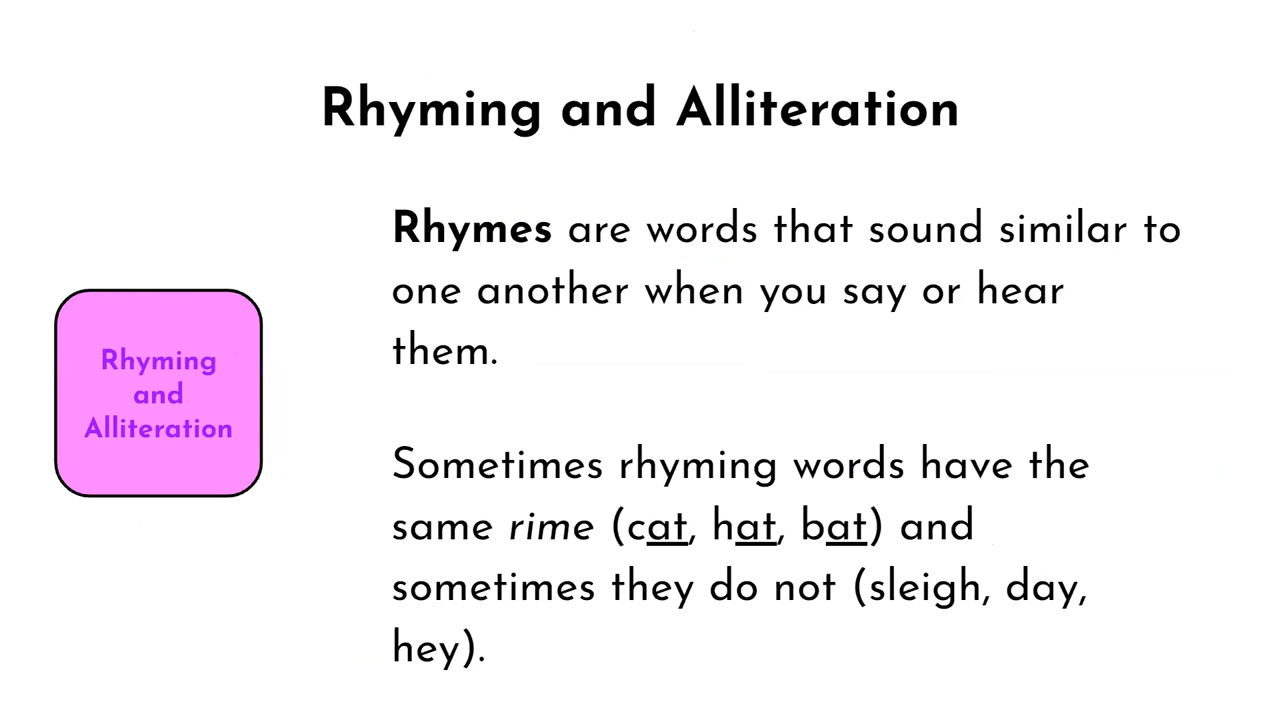 Rhyming and Alliteration
Rhymes are words that sound similar to
one another when you say or hear
them.
Rhyming
and
Alliteration
Sometimes rhyming words have the
same rime (cat, hat, bat) and
sometimes they do not (sleigh, day,
hey).